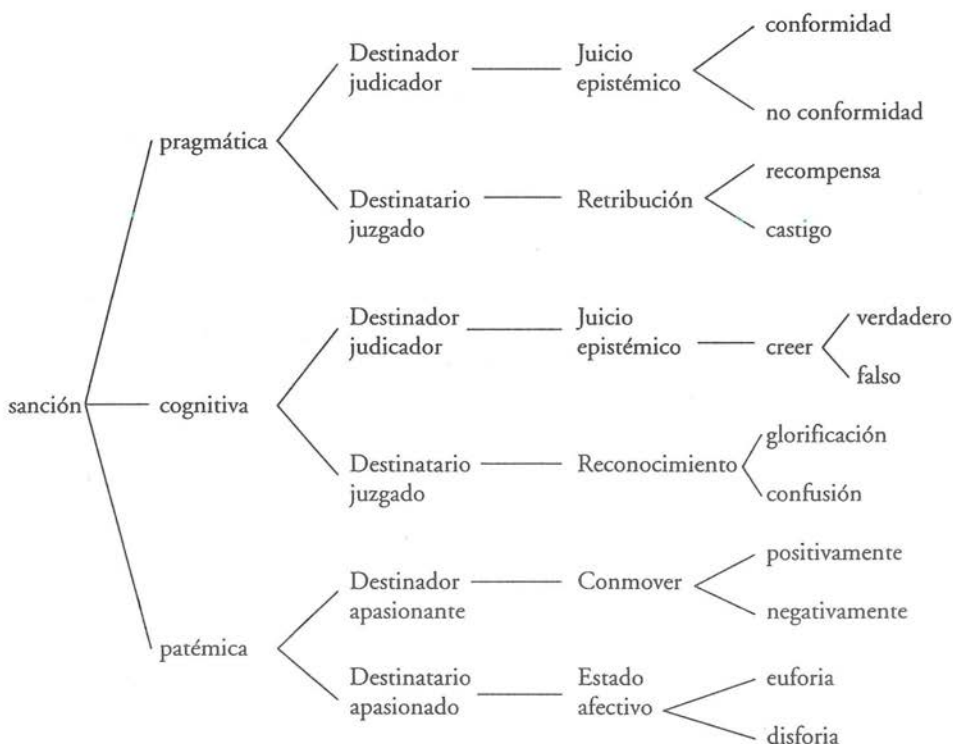 conformidad
Destinador
judicador
Juicio
epistémico
no conformidad
pragmática
recompensa
Destinatario
juzgado
Retribución
castigo
Destinador
judicador
Juicio
epistémico
creer
verdadero
falso
sanción
cognitiva
glorificación
Destinatario
juzgado
Reconocimiento
confusión
positivamente
Destinador
apasionante
Conmover
negativamente
patémica
Destinatario
apasionado
Estado
afectivo
euforia
disforia